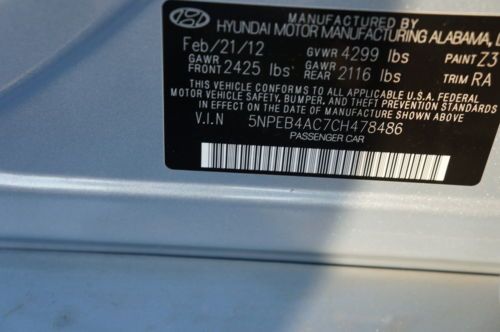 HYUNDAI MOTOR MANUFACTURING ALABAMA,
Feb/21/12 GVWR 4299 lbs PAINT Z3
GAWR FRONT 2425 lbs GAWR REAR 2116 lbs TRIM RA
THIS VEHICLE CONFORMS TO ALL APPLICABLE U.S.A. FEDERAL
MOTOR VEHICLE SAFETY, BUMPER, AND THEFT PREVENTION STANDARDS
IN EFFECT ON THE DATE OF MANUFACTURE SHOWN ABOVE.
V.I.N 5NPEB4AC7CH478486
PASSENGER CAR